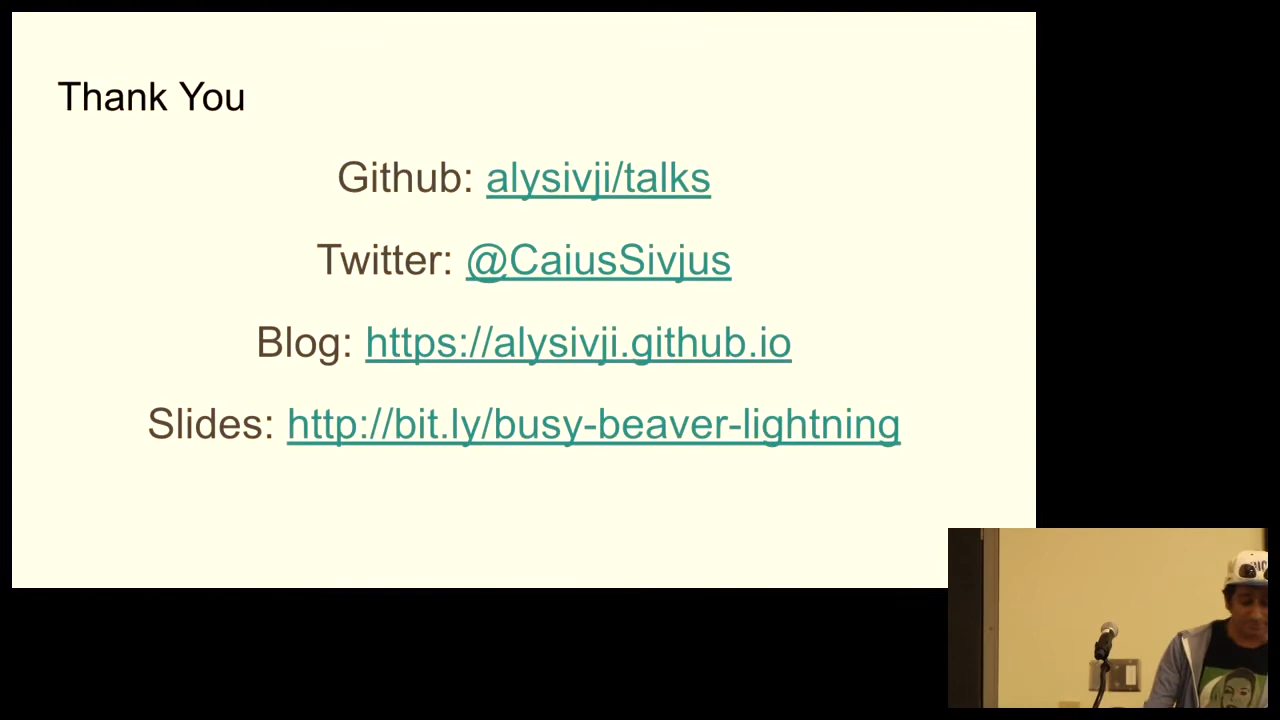 Thank You
Github: alysivji/talks
Twitter: @CaiusSivjus
Blog: https://alysivji.github.io
Slides: http://bit.ly/busy-beaver-lightning